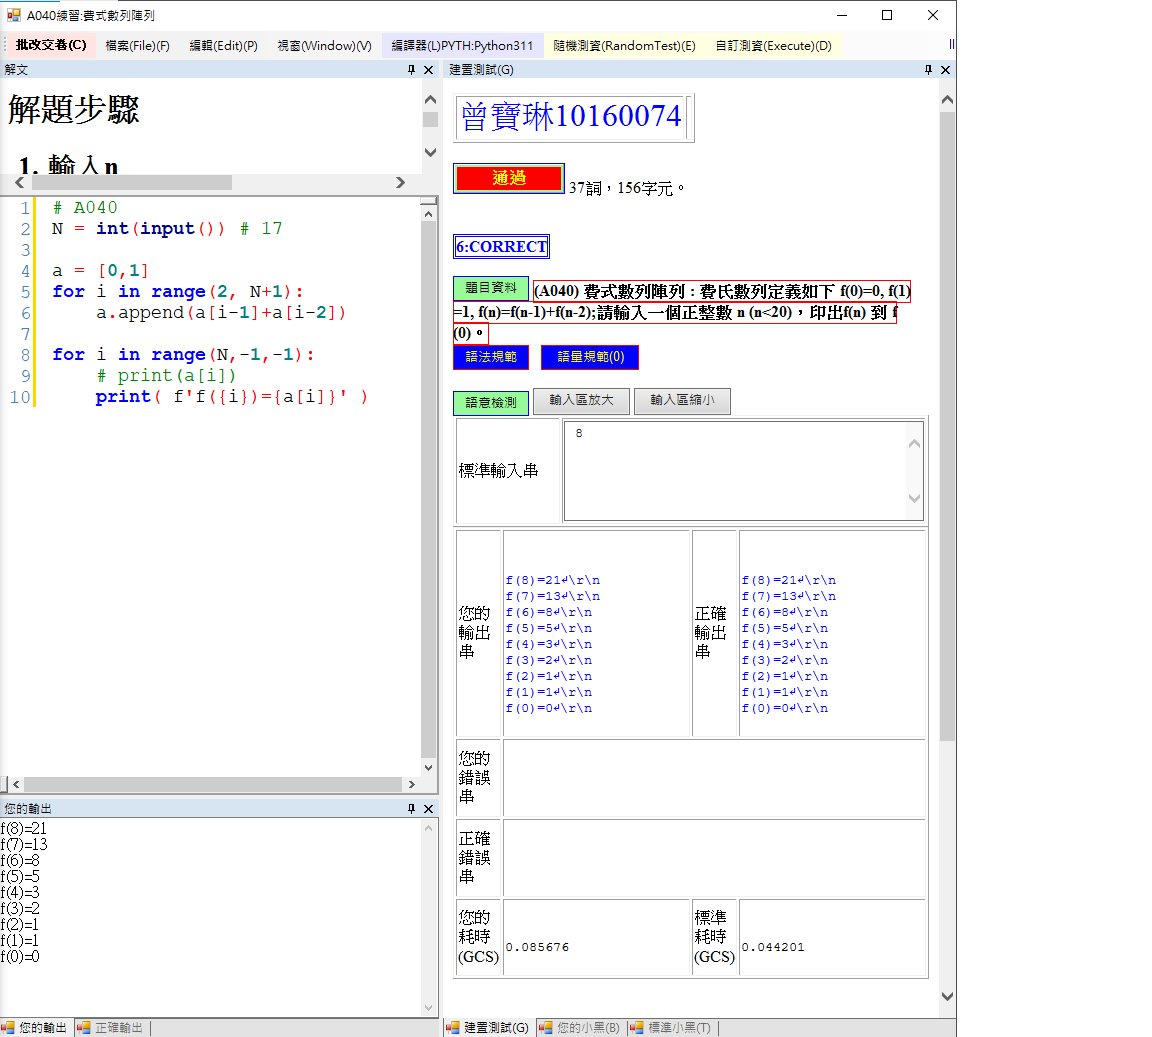 A040練習:費式數列陣列
批改交卷(C) 檔案(File)(F) 編輯(Edit)(P) 視窗(Window)(V) 編譯器(L)PYTH:Python311 隨機測資(RandomTest)(E) 自訂測資(Execute)(D)
解文
解題步驟
1. 輸入n
1 # A040
2 N = int(input()) # 17
3
4 a = [0,1]
5 for i in range(2, N+1):
6 a.append(a[i-1]+a[i-2])
7
8 for i in range(N,-1,-1):
9 # print(a[i])
10 print( f'f({i})={a[i]}' )
您的輸出
f(8)=21
f(7)=13
f(6)=8
f(5)=5
f(4)=3
f(3)=2
f(2)=1
f(1)=1
f(0)=0
您的輸出 正確輸出
建置測試(G)
曾寶琳10160074
通過 37詞，156字元。
6:CORRECT
題目資料 (A040) 費式數列陣列 : 費氏數列定義如下 f(0)=0, f(1)
=1, f(n)=f(n-1)+f(n-2);請輸入一個正整數 n (n<20)，印出f(n) 到 f
(0)。
語法規範 語量規範(0)
語意檢測 輸入區放大 輸入區縮小
標準輸入串
8
您的
輸出
串
f(8)=21↵\r\n
f(7)=13↵\r\n
f(6)=8↵\r\n
f(5)=5↵\r\n
f(4)=3↵\r\n
f(3)=2↵\r\n
f(2)=1↵\r\n
f(1)=1↵\r\n
f(0)=0↵\r\n
正確
輸出
串
f(8)=21↵\r\n
f(7)=13↵\r\n
f(6)=8↵\r\n
f(5)=5↵\r\n
f(4)=3↵\r\n
f(3)=2↵\r\n
f(2)=1↵\r\n
f(1)=1↵\r\n
f(0)=0↵\r\n
您的
錯誤
串
正確
錯誤
串
您的
耗時
(GCS)
0.085676
標準
耗時
(GCS)
0.044201
建置測試(G) 您的小黑(B) 標準小黑(T)